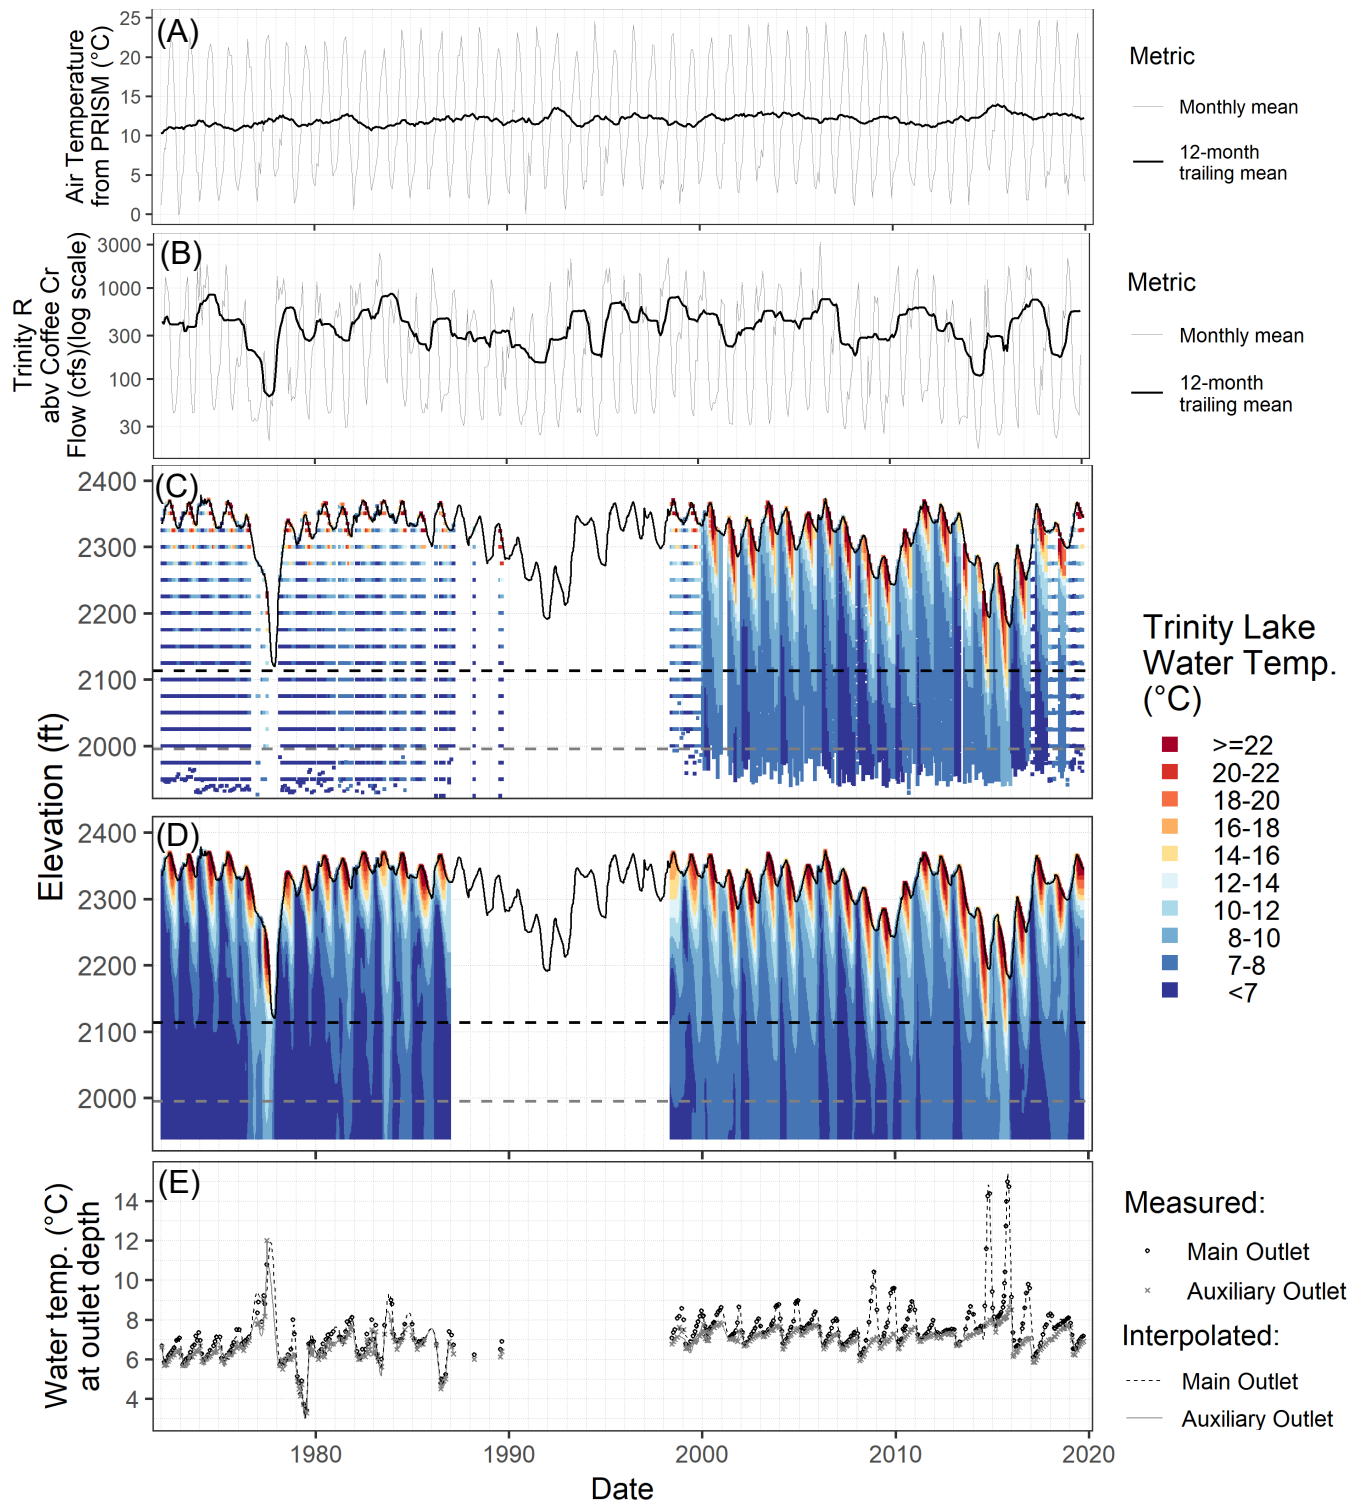 (A)
Air Temperature
from PRISM (°C)
25
20
15
10
5
0
Metric
Monthly mean
12-month
trailing mean
(B)
Trinity R
abv Coffee Cr
Flow (cfs)(log scale)
3000
1000
300
100
30
Metric
Monthly mean
12-month
trailing mean
Elevation (ft)
(C)
2400
2300
2200
2100
2000
(D)
2400
2300
2200
2100
2000
Trinity Lake
Water Temp.
(°C)
>=22
20-22
18-20
16-18
14-16
12-14
10-12
8-10
7-8
<7
(E)
Water temp. (°C)
at outlet depth
14
12
10
8
6
4
Measured:
Main Outlet
Auxiliary Outlet
Interpolated:
Main Outlet
Auxiliary Outlet
1980
1990
2000
2010
2020
Date